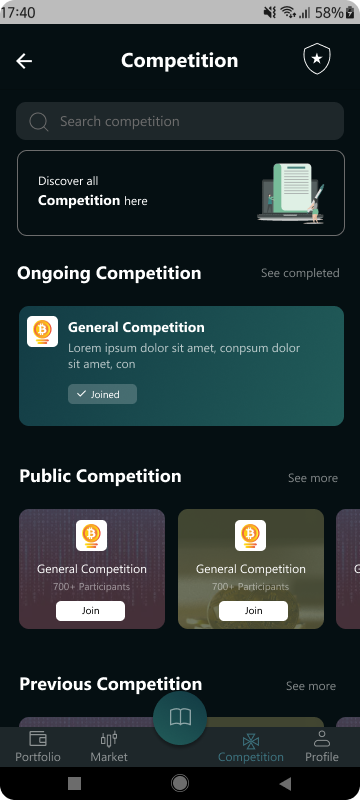 17:40
58%
Competition
Search competition
Discover all
Competition here
Ongoing Competition
See completed
General Competition
Lorem ipsum dolor sit amet, conpsum dolor
sit amet, con
Joined
Public Competition
See more
General Competition
700+ Participants
Join
General Competition
700+ Participants
Join
G
Previous Competition
See more
Portfolio
Market
Competition
Profile